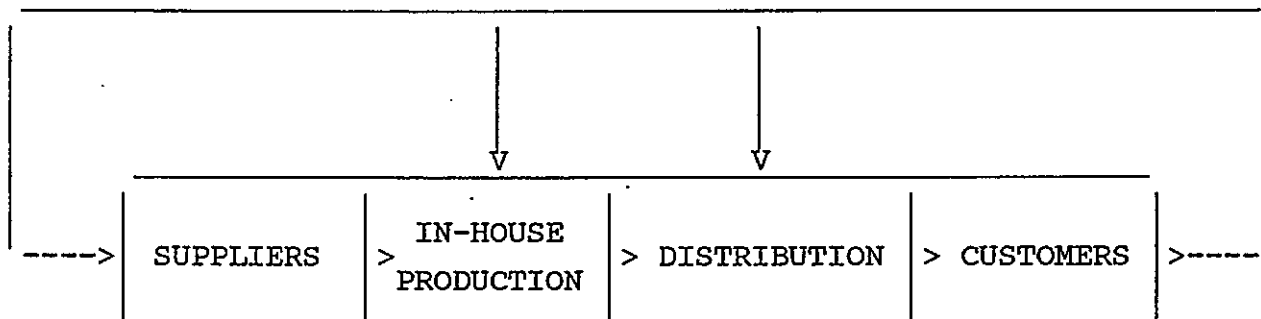 SUPPLIERS
IN-HOUSE
PRODUCTION
DISTRIBUTION
CUSTOMERS